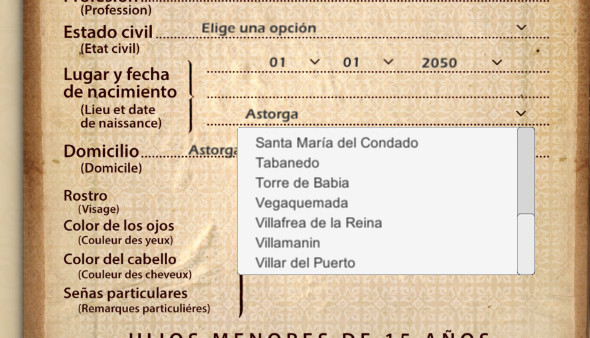 (Profession)
Estado civil Elige una opción
(Etat civil)
01 01 2050
Lugar y fecha
de nacimiento
(Lieu et date
de naissance)
Astorga
Domicilio Astorga
(Domicile)
Santa María del Condado
Tabanedo
Torre de Babia
Vegaquemada
Villafrea de la Reina
Villamanin
Villar del Puerto
Rostro
(Visage)
Color de los ojos
(Couleur des yeux)
Color del cabello
(Couleur des cheveux)
Señas particulares
(Remarques particuliéres)
HIJOS MENORES DE 15 AÑOS